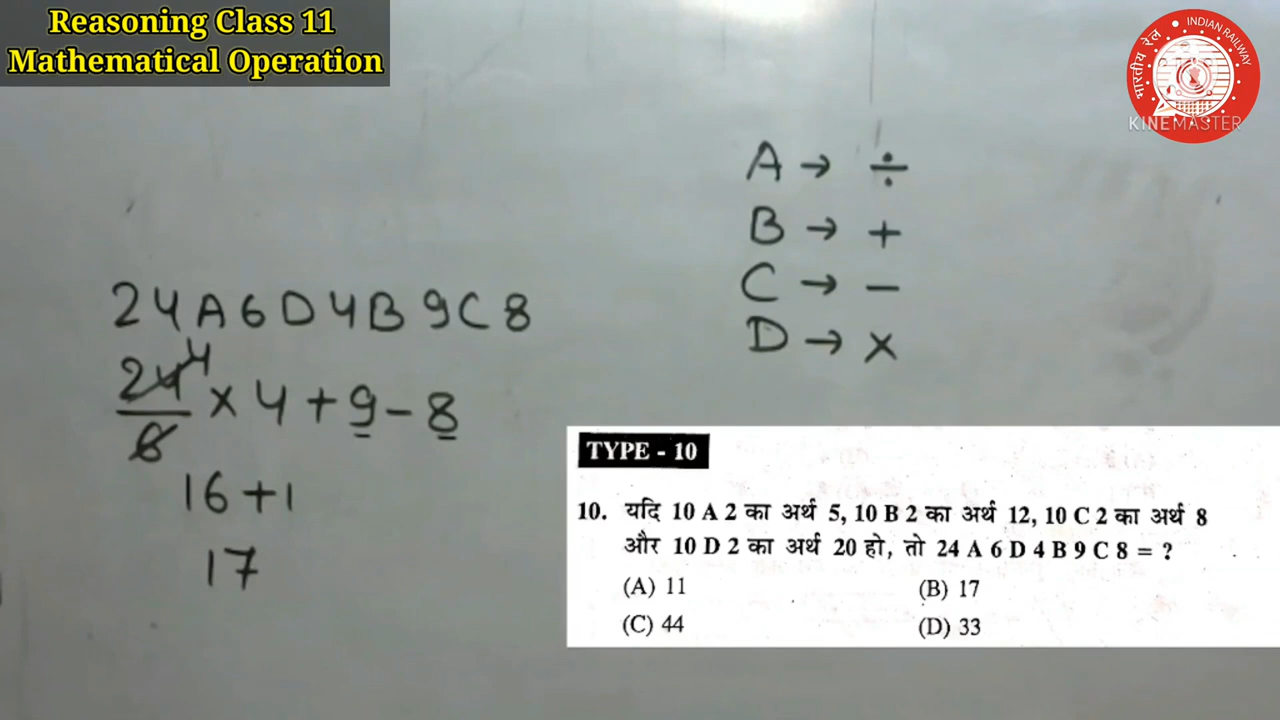 Reasoning Class 11
Mathematical Operation
भारतीय रेल INDIAN RAILWAY
KINEMASTER
A → ÷
B → +
C → −
D → ×
24 A 6 D 4 B 9 C 8
24/6 4 × 4 + 9 − 8
16 + 1
17
TYPE - 10
10. यदि 10 A 2 का अर्थ 5, 10 B 2 का अर्थ 12, 10 C 2 का अर्थ 8
और 10 D 2 का अर्थ 20 हो, तो 24 A 6 D 4 B 9 C 8 = ?
(A) 11 (B) 17
(C) 44 (D) 33